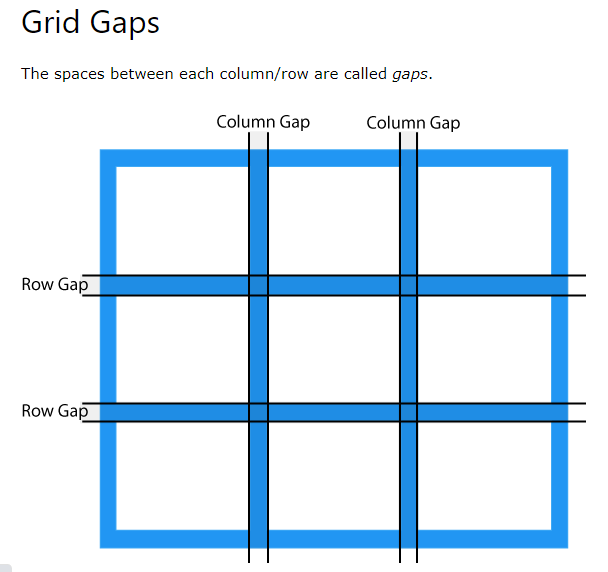 Grid Gaps
The spaces between each column/row are called gaps.
Column Gap
Column Gap
Row Gap
Row Gap